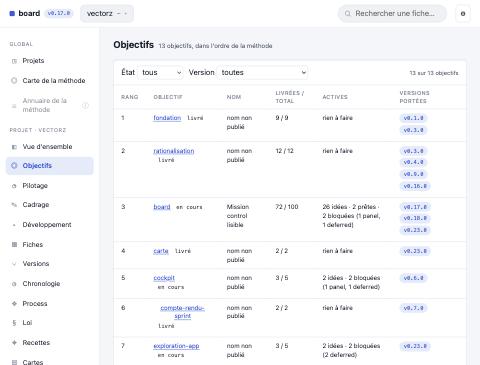 board v0.17.0 vectorz Rechercher une fiche...
GLOBAL
Projets
Carte de la méthode
Annuaire de la
méthode
PROJET · VECTORZ
Vue d'ensemble
Objectifs
Pilotage
Cadrage
Développement
Fiches
Versions
Chronologie
Process
Loi
Recettes
Cartes
Objectifs 13 objectifs, dans l'ordre de la méthode
État tous Version toutes 13 sur 13 objectifs
RANG OBJECTIF NOM LIVRÉES / TOTAL ACTIVES VERSIONS PORTÉES
1 fondation livré nom non publié 9 / 9 rien à faire v0.1.0 v0.3.0
2 rationalisation livré nom non publié 12 / 12 rien à faire v0.3.0 v0.4.0 v0.9.0 v0.16.0
3 board en cours Mission control lisible 72 / 100 26 idées · 2 prêtes · 2 bloquées (1 panel, 1 deferred) v0.17.0 v0.18.0 v0.23.0
4 carte livré nom non publié 2 / 2 rien à faire v0.23.0
5 cockpit en cours nom non publié 3 / 5 2 idées · 2 bloquées (1 panel, 1 deferred) v0.6.0
6 compte-rendu-sprint livré nom non publié 2 / 2 rien à faire v0.7.0
7 exploration-app en cours nom non publié 3 / 5 2 idées · 2 bloquées (2 deferred) v0.23.0